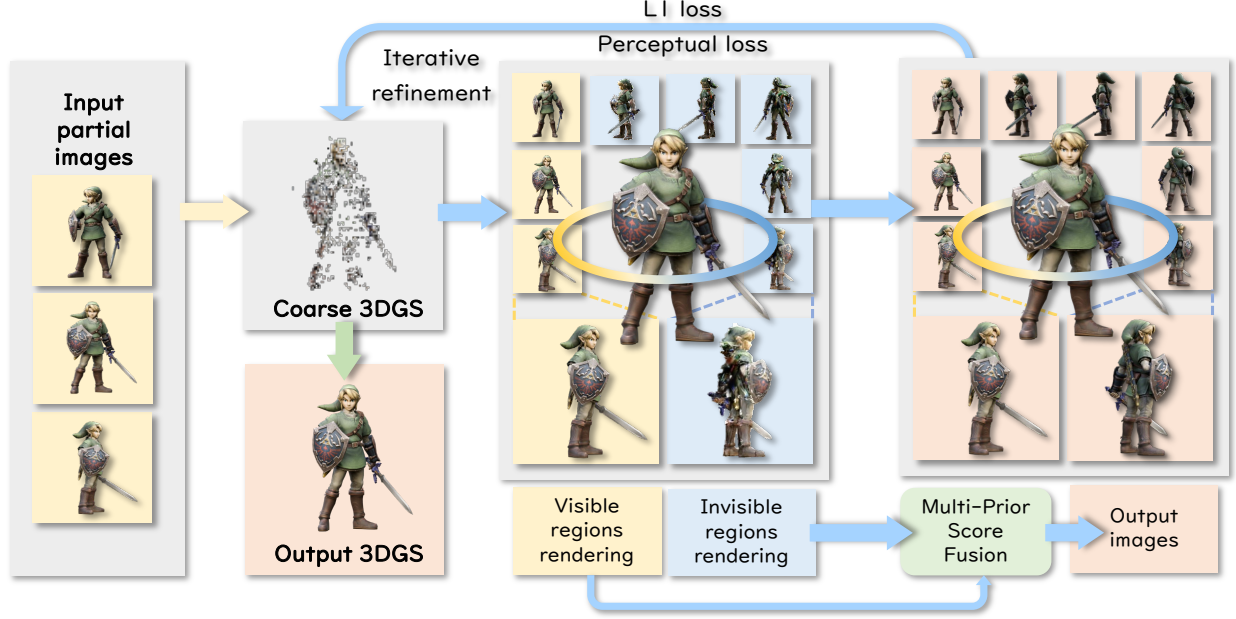 L1 loss
Perceptual loss
Iterative
refinement
Input
partial
images
Coarse 3DGS
Output 3DGS
Visible
regions
rendering
Invisible
regions
rendering
Multi-Prior
Score
Fusion
Output
images